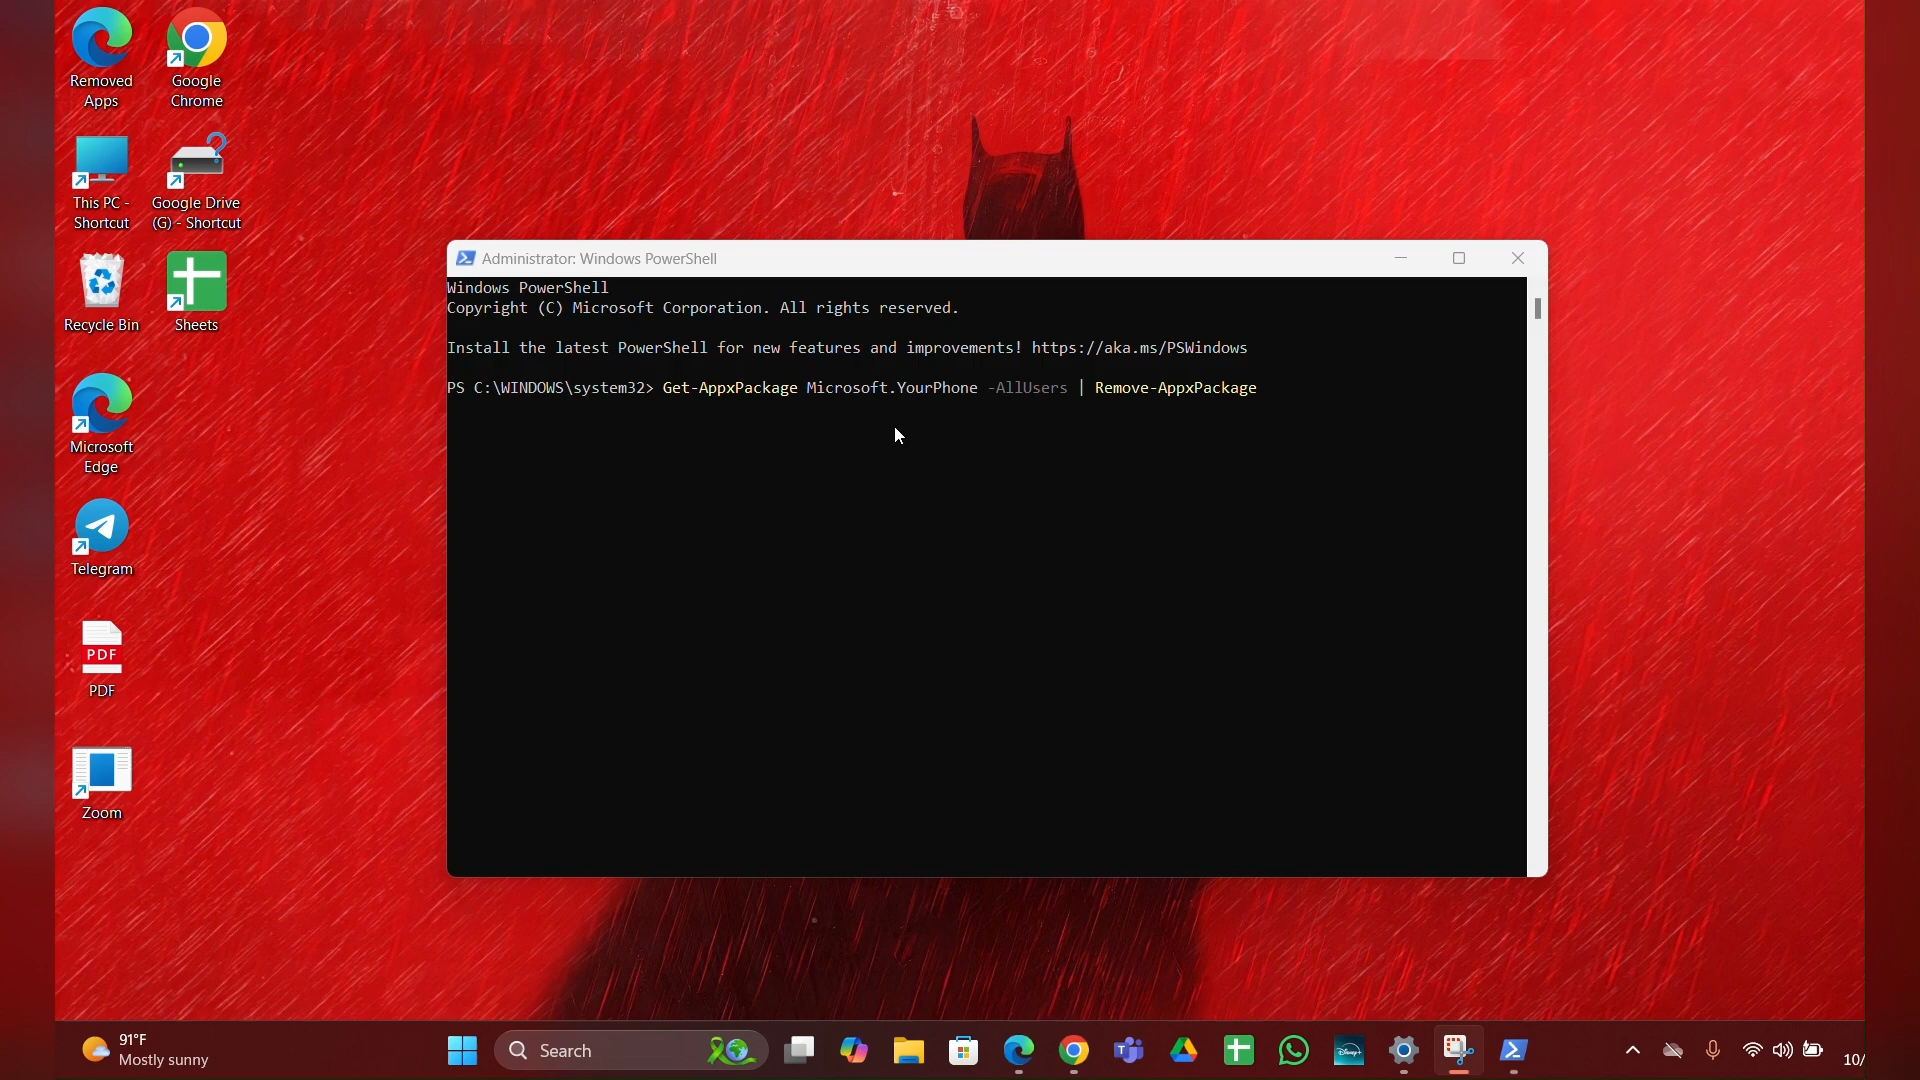 Removed
Apps
Google
Chrome
This PC -
Shortcut
Google Drive
(G) - Shortcut
Recycle Bin
Sheets
Microsoft
Edge
Telegram
PDF
PDF
Zoom
Administrator: Windows PowerShell
Windows PowerShell
Copyright (C) Microsoft Corporation. All rights reserved.
Install the latest PowerShell for new features and improvements! https://aka.ms/PSWindows
PS C:\WINDOWS\system32> Get-AppxPackage Microsoft.YourPhone -AllUsers | Remove-AppxPackage
91°F
Mostly sunny
Search
Disney+
10/